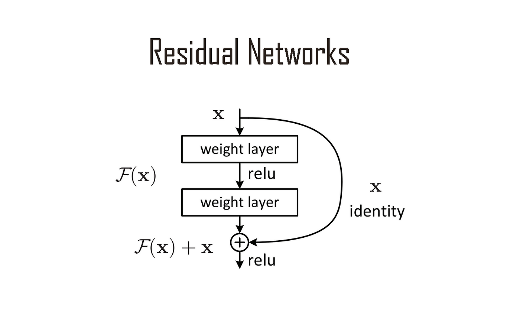 Residual Networks
x
weight layer
relu
F(x)
weight layer
x
identity
F(x) + x
+
relu